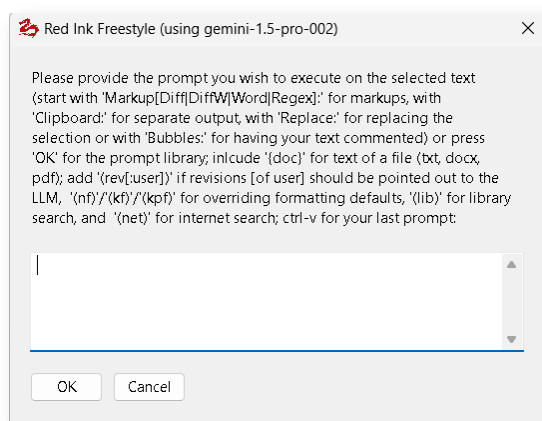 Red Ink Freestyle (using gemini-1.5-pro-002)
Please provide the prompt you wish to execute on the selected text
(start with 'Markup[Diff|DiffW|Word|Regex]:' for markups, with
'Clipboard:' for separate output, with 'Replace:' for replacing the
selection or with 'Bubbles:' for having your text commented) or press
'OK' for the prompt library; inlcude '{doc}' for text of a file (txt, docx,
pdf); add '(rev[:user])' if revisions [of user] should be pointed out to the
LLM, '(nf)'/'(kf)'/'(kpf)' for overriding formatting defaults, '(lib)' for library
search, and '(net)' for internet search; ctrl-v for your last prompt:
OK
Cancel